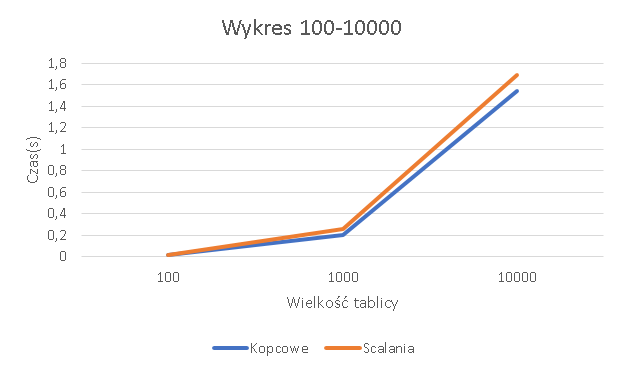 Wykres 100-10000
1,8
1,6
1,4
1,2
1
0,8
0,6
0,4
0,2
0
Czas(s)
100 1000 10000
Wielkość tablicy
Kopcowe Scalania